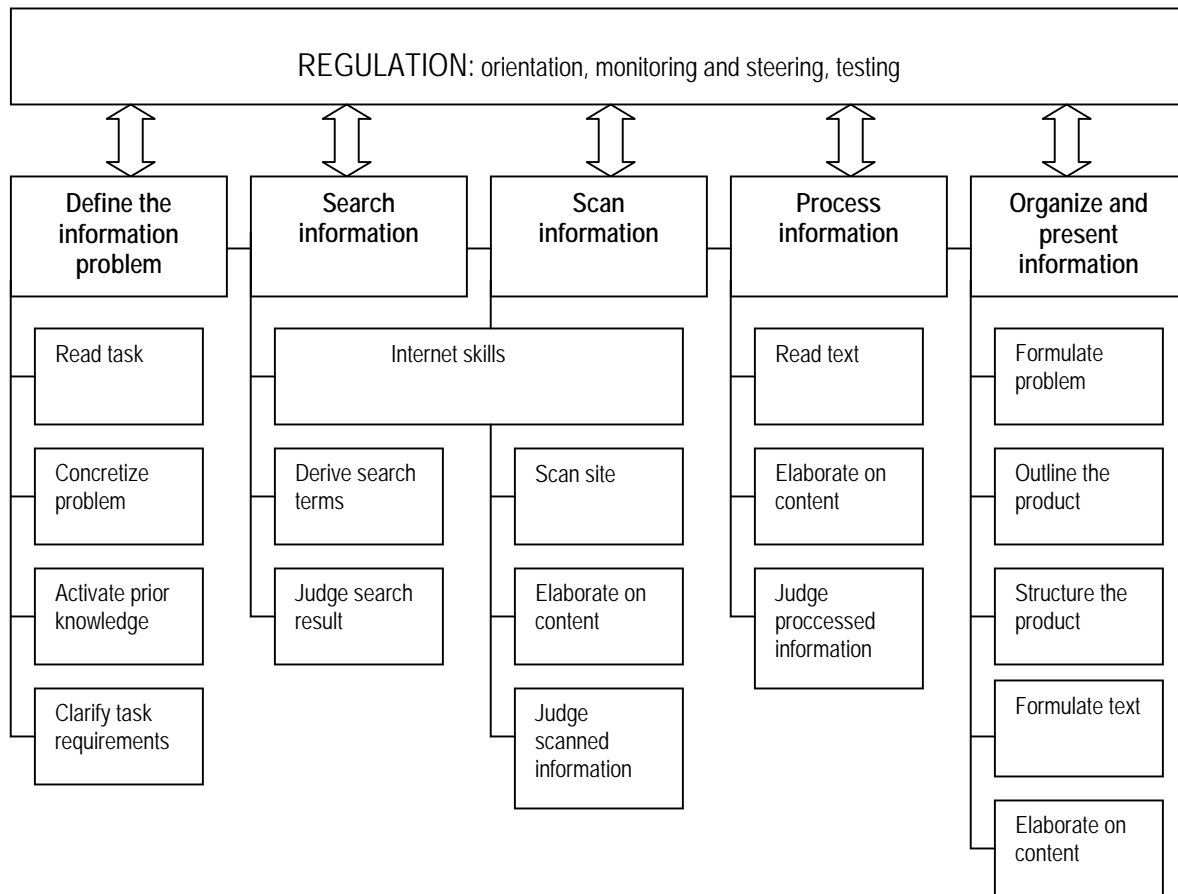 REGULATION: orientation, monitoring and steering, testing
Define the
information
problem
Search
information
Scan
information
Process
information
Organize and
present
information
Read task
Concretize
problem
Activate prior
knowledge
Clarify task
requirements
Internet skills
Derive search
terms
Judge search
result
Scan site
Elaborate on
content
Judge
scanned
information
Read text
Elaborate on
content
Judge
proccessed
information
Formulate
problem
Outline the
product
Structure the
product
Formulate text
Elaborate on
content